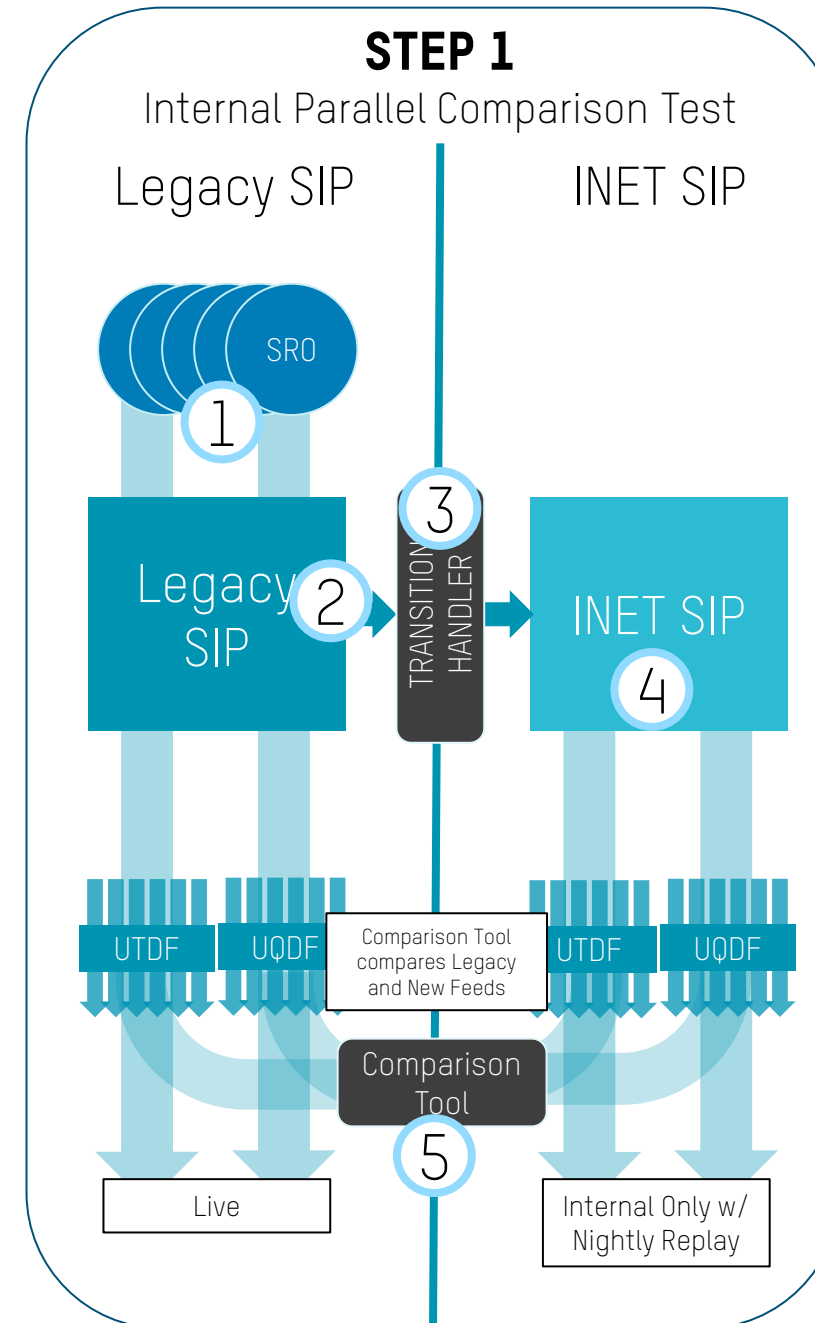 STEP 1
Internal Parallel Comparison Test
Legacy SIP
INET SIP
SRO
1
Legacy
SIP
2
3
TRANSITION
HANDLER
INET SIP
4
UTDF
UQDF
Comparison Tool
compares Legacy
and New Feeds
UTDF
UQDF
Comparison
Tool
5
Live
Internal Only w/
Nightly Replay